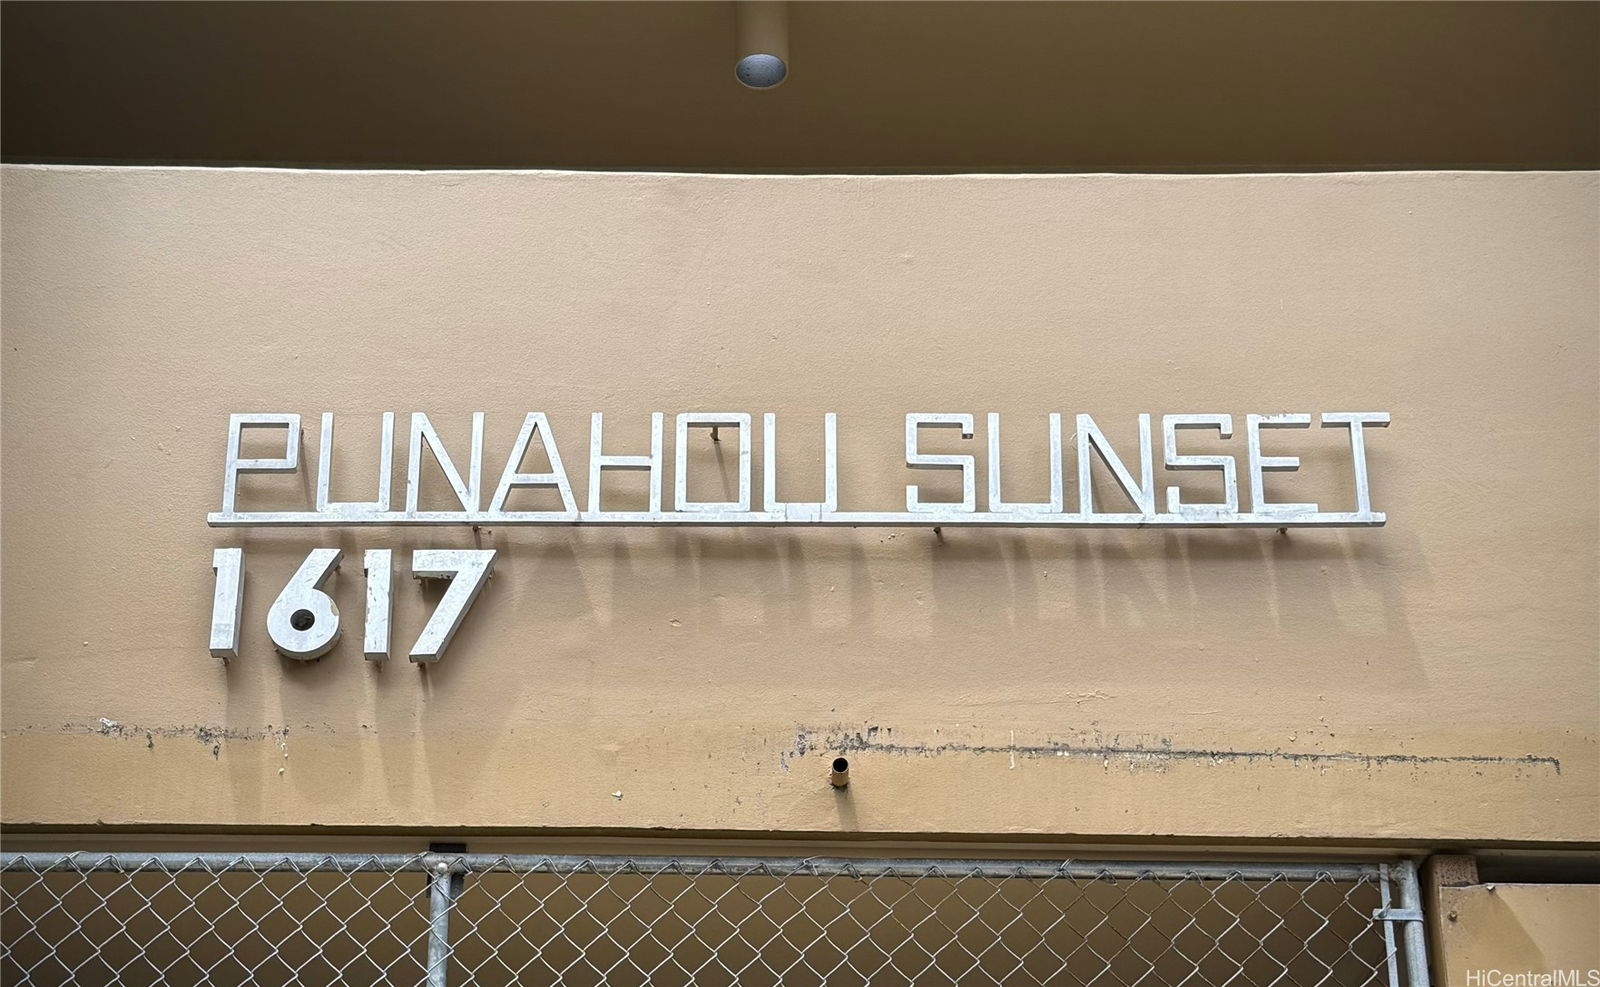 PUNAHOU SUNSET
1617
HiCentralMLS